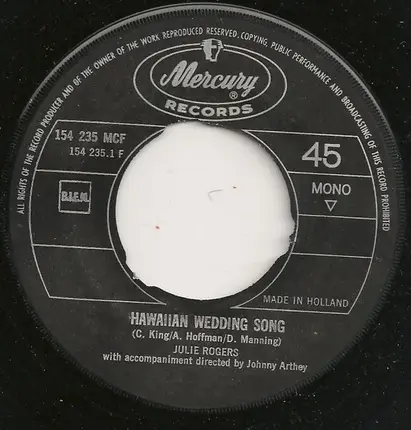 ALL RIGHTS OF THE RECORD PRODUCER AND OF THE OWNER OF THE WORK REPRODUCED RESERVED. COPYING, PUBLIC PERFORMANCE AND BROADCASTING OF THIS RECORD PROHIBITED
Mercury
®
RECORDS
154 235 MCF
154 235.1 F
45
B.I.E.M.
MONO
MADE IN HOLLAND
HAWAIIAN WEDDING SONG
(C. King/A. Hoffman/D. Manning)
JULIE ROGERS
with accompaniment directed by Johnny Arthey